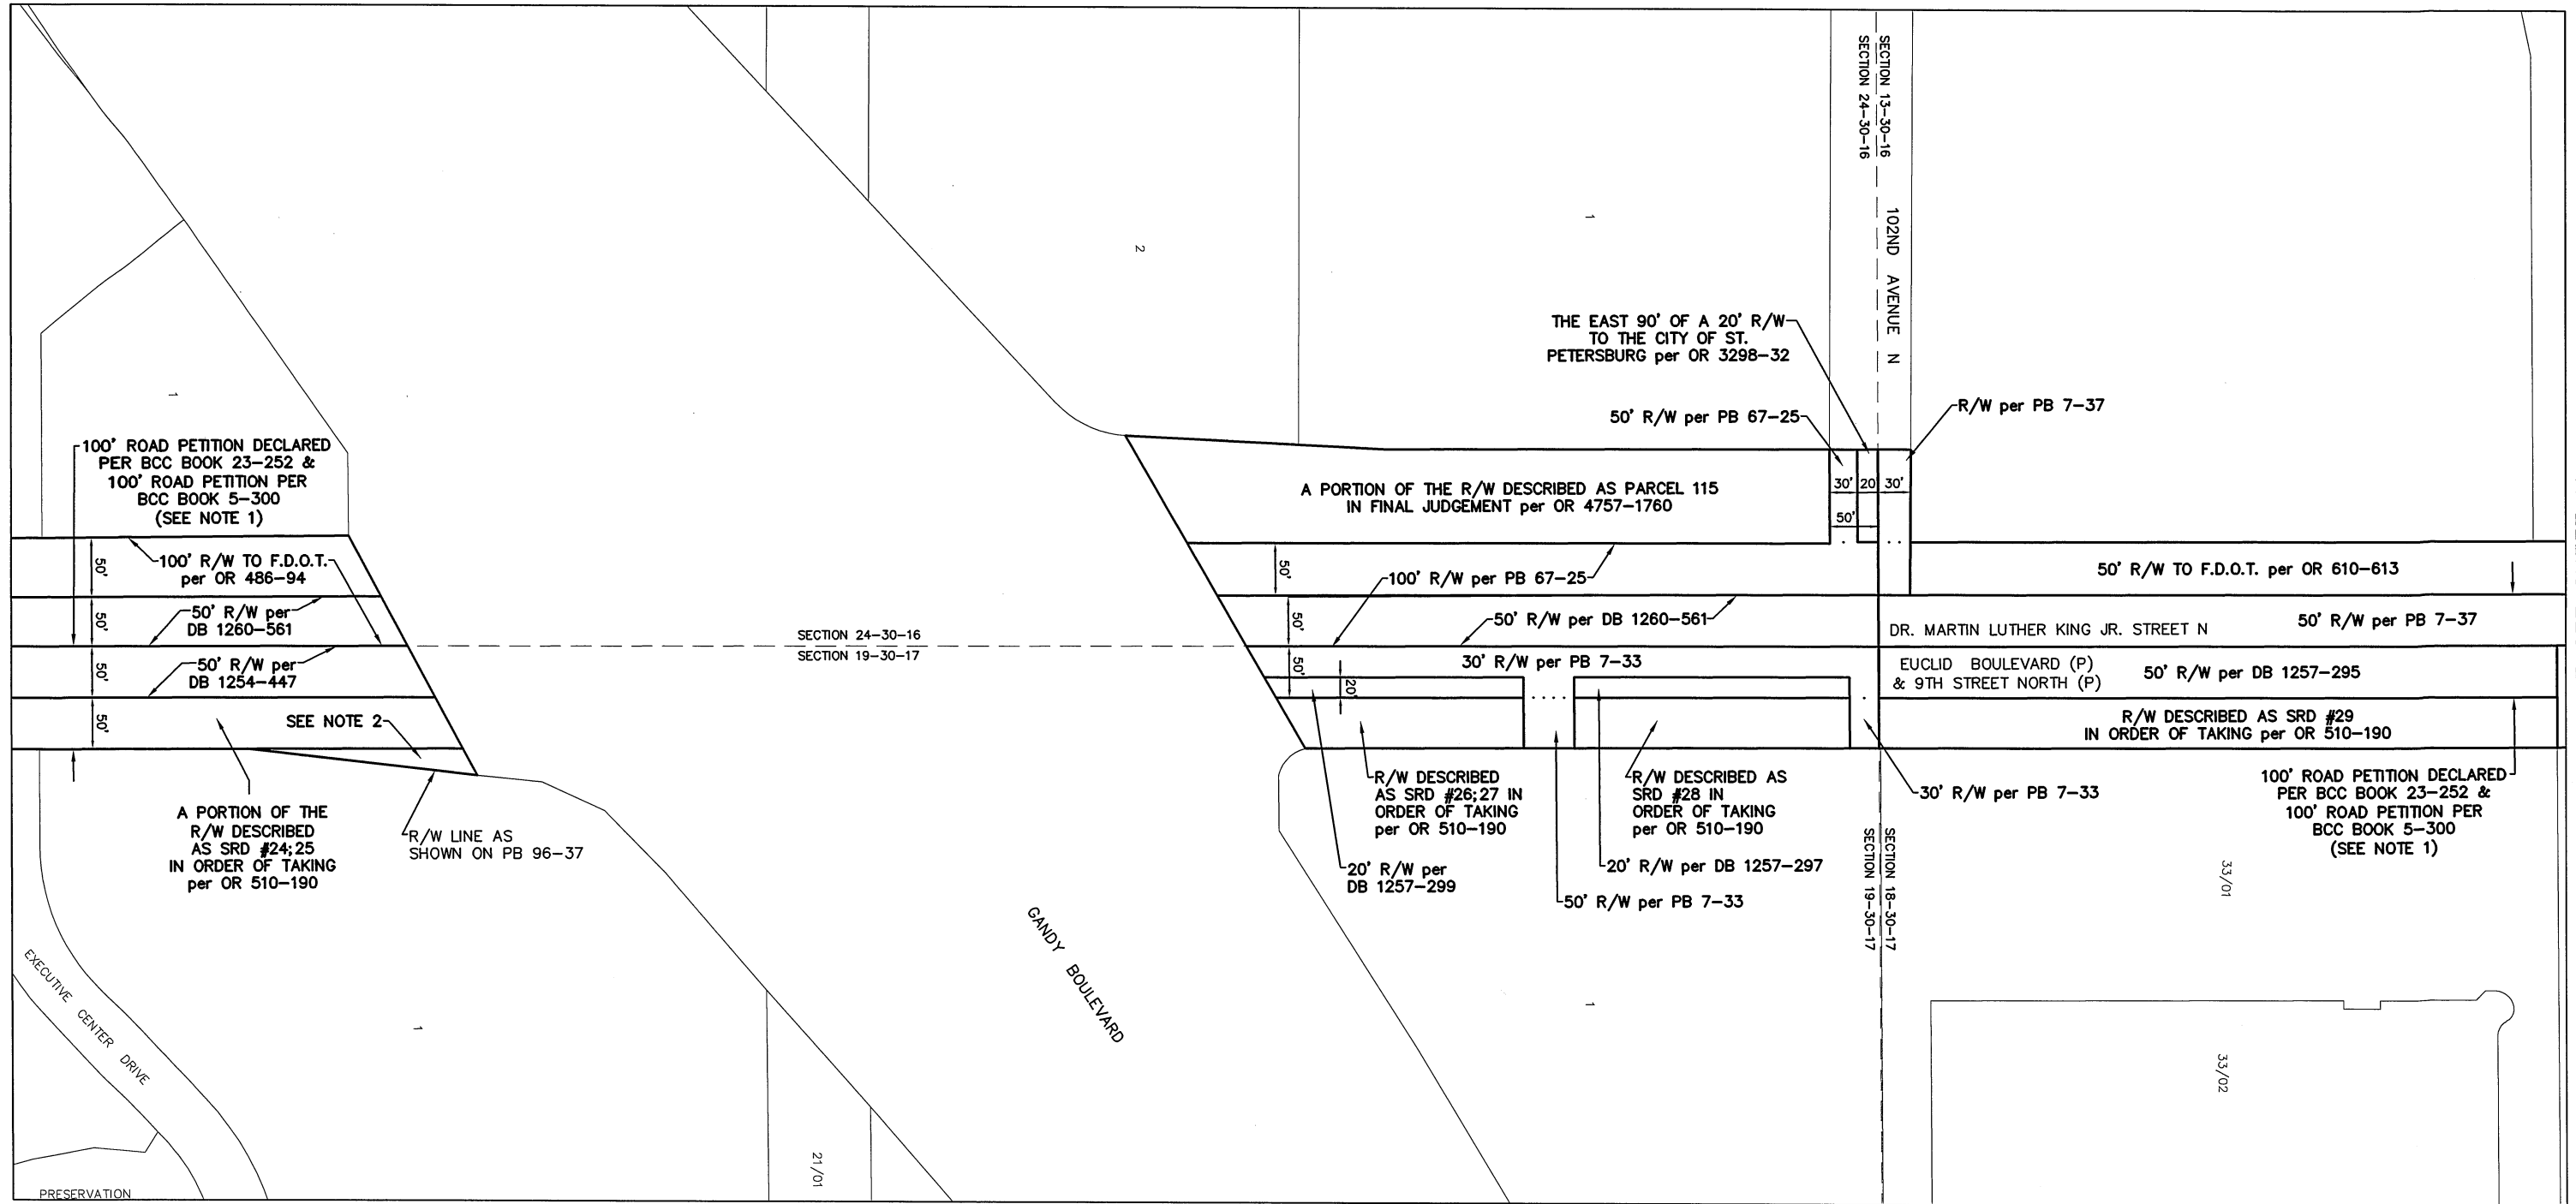 SECTION 13-30-16
SECTION 24-30-16
102ND AVENUE N
1
2
THE EAST 90' OF A 20' R/W
TO THE CITY OF ST.
PETERSBURG per OR 3298-32
50' R/W per PB 67-25
R/W per PB 7-37
1
100' ROAD PETITION DECLARED
PER BCC BOOK 23-252 &
100' ROAD PETITION PER
BCC BOOK 5-300
(SEE NOTE 1)
A PORTION OF THE R/W DESCRIBED AS PARCEL 115
IN FINAL JUDGEMENT per OR 4757-1760
30' 20' 30'
50'
50'
100' R/W TO F.D.O.T.
per OR 486-94
50'
100' R/W per PB 67-25
50' R/W TO F.D.O.T. per OR 610-613
50'
50' R/W per
DB 1260-561
SECTION 24-30-16
SECTION 19-30-17
50'
50' R/W per DB 1260-561
DR. MARTIN LUTHER KING JR. STREET N
50' R/W per PB 7-37
50'
50' R/W per
DB 1254-447
50'
20'
30' R/W per PB 7-33
EUCLID BOULEVARD (P)
& 9TH STREET NORTH (P)
50' R/W per DB 1257-295
50'
SEE NOTE 2
R/W DESCRIBED AS SRD #29
IN ORDER OF TAKING per OR 510-190
A PORTION OF THE
R/W DESCRIBED
AS SRD #24;25
IN ORDER OF TAKING
per OR 510-190
R/W LINE AS
SHOWN ON PB 96-37
R/W DESCRIBED
AS SRD #26;27 IN
ORDER OF TAKING
per OR 510-190
20' R/W per
DB 1257-299
50' R/W per PB 7-33
R/W DESCRIBED AS
SRD #28 IN
ORDER OF TAKING
per OR 510-190
20' R/W per DB 1257-297
30' R/W per PB 7-33
100' ROAD PETITION DECLARED
PER BCC BOOK 23-252 &
100' ROAD PETITION PER
BCC BOOK 5-300
(SEE NOTE 1)
SECTION 18-30-17
SECTION 19-30-17
33/01
33/02
GANDY BOULEVARD
EXECUTIVE CENTER DRIVE
1
1
21/01
PRESERVATION